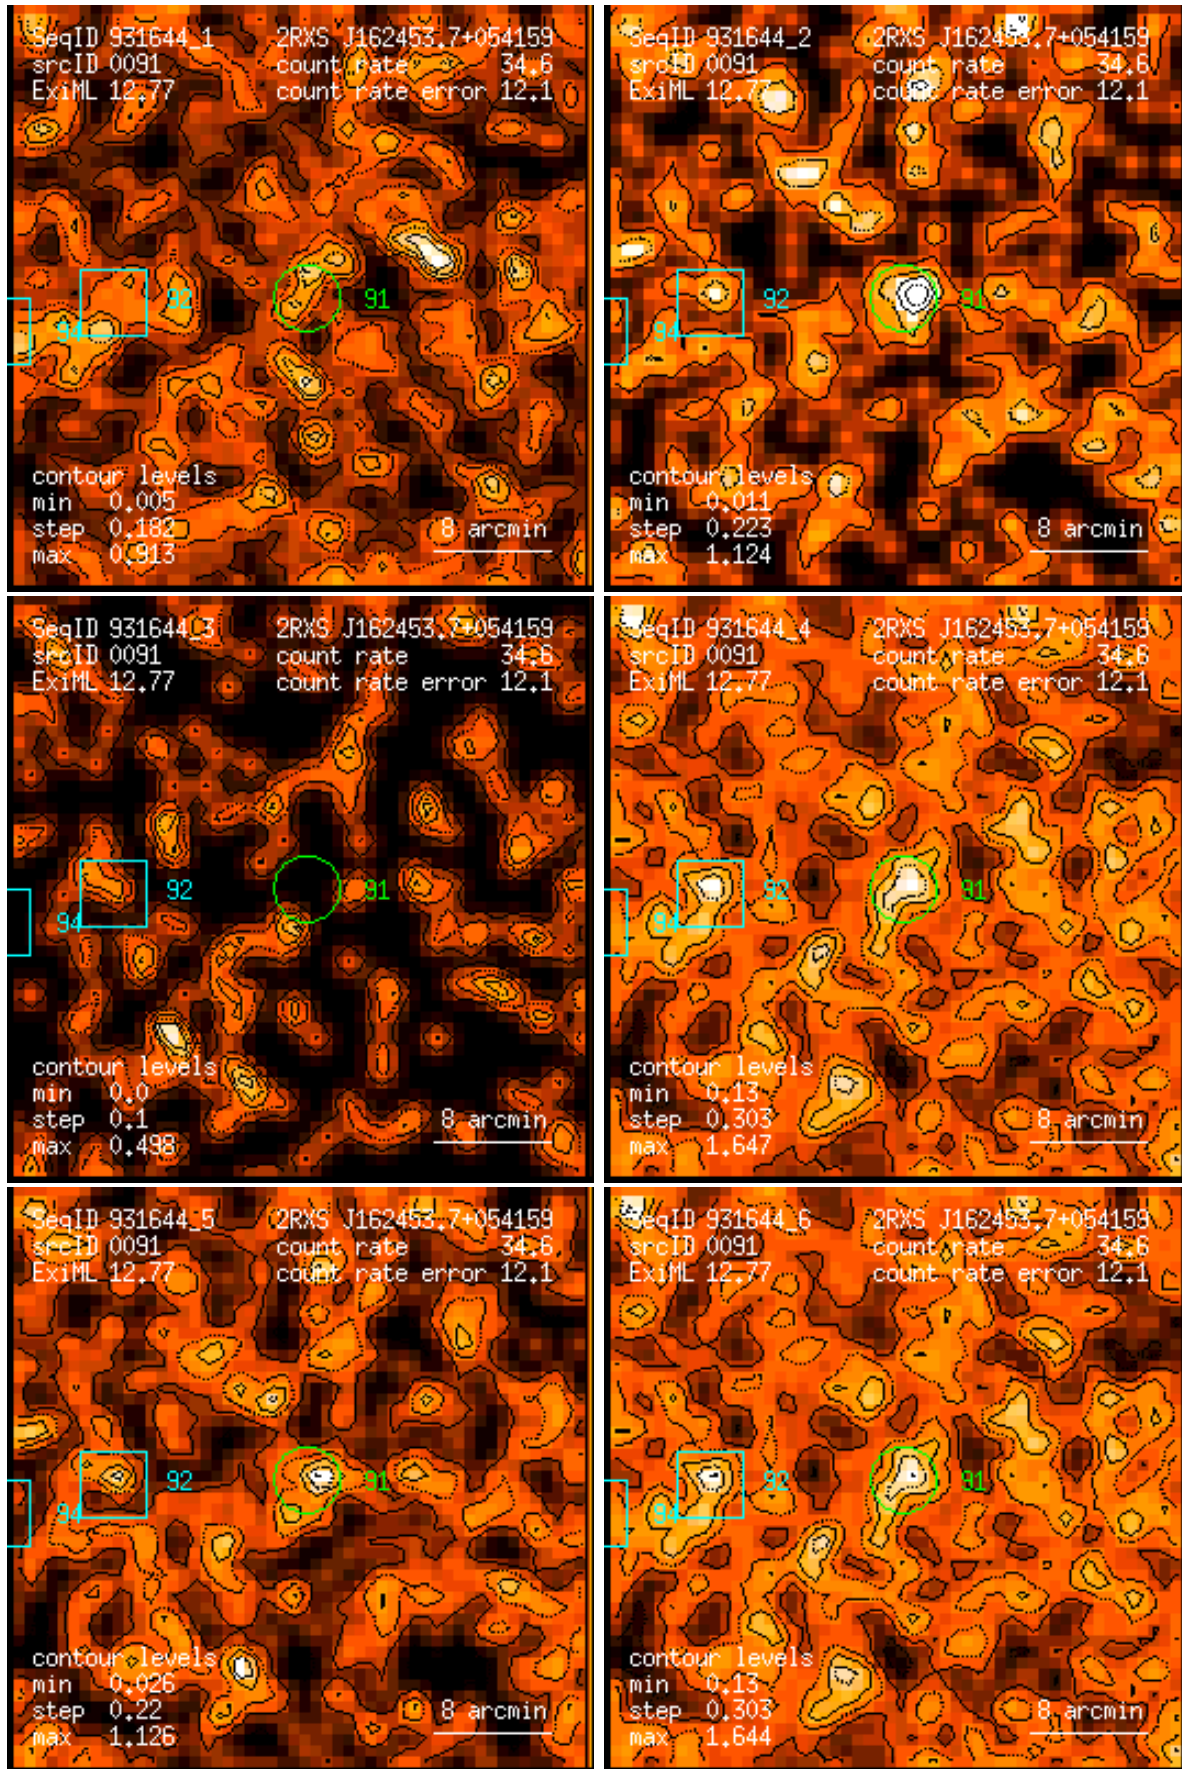 SeqID 931644_1 2RXS J162453.7+054159
srcID 0091 count rate 34.6
ExiML 12.77 count rate error 12.1
92
91
94
contour levels
min 0.005
step 0.182
max 0.913
8 arcmin
SeqID 931644_2 2RXS J162453.7+054159
srcID 0091 count rate 34.6
ExiML 12.77 count rate error 12.1
92
91
94
contour levels
min 0.011
step 0.223
max 1.124
8 arcmin
SeqID 931644_3 2RXS J162453.7+054159
srcID 0091 count rate 34.6
ExiML 12.77 count rate error 12.1
92
91
94
contour levels
min 0.0
step 0.1
max 0.498
8 arcmin
SeqID 931644_4 2RXS J162453.7+054159
srcID 0091 count rate 34.6
ExiML 12.77 count rate error 12.1
92
91
94
contour levels
min 0.13
step 0.303
max 1.647
8 arcmin
SeqID 931644_5 2RXS J162453.7+054159
srcID 0091 count rate 34.6
ExiML 12.77 count rate error 12.1
92
91
94
contour levels
min 0.026
step 0.22
max 1.126
8 arcmin
SeqID 931644_6 2RXS J162453.7+054159
srcID 0091 count rate 34.6
ExiML 12.77 count rate error 12.1
92
91
94
contour levels
min 0.13
step 0.303
max 1.644
8 arcmin